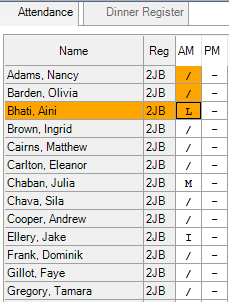 Attendance Dinner Register
Name Reg AM PM
Adams, Nancy 2JB / –
Barden, Olivia 2JB / –
Bhati, Aini 2JB L –
Brown, Ingrid 2JB / –
Cairns, Matthew 2JB / –
Carlton, Eleanor 2JB / –
Chaban, Julia 2JB M –
Chava, Sila 2JB / –
Cooper, Andrew 2JB / –
Ellery, Jake 2JB I –
Frank, Dominik 2JB / –
Gillot, Faye 2JB / –
Gregory, Tamara 2JB / –